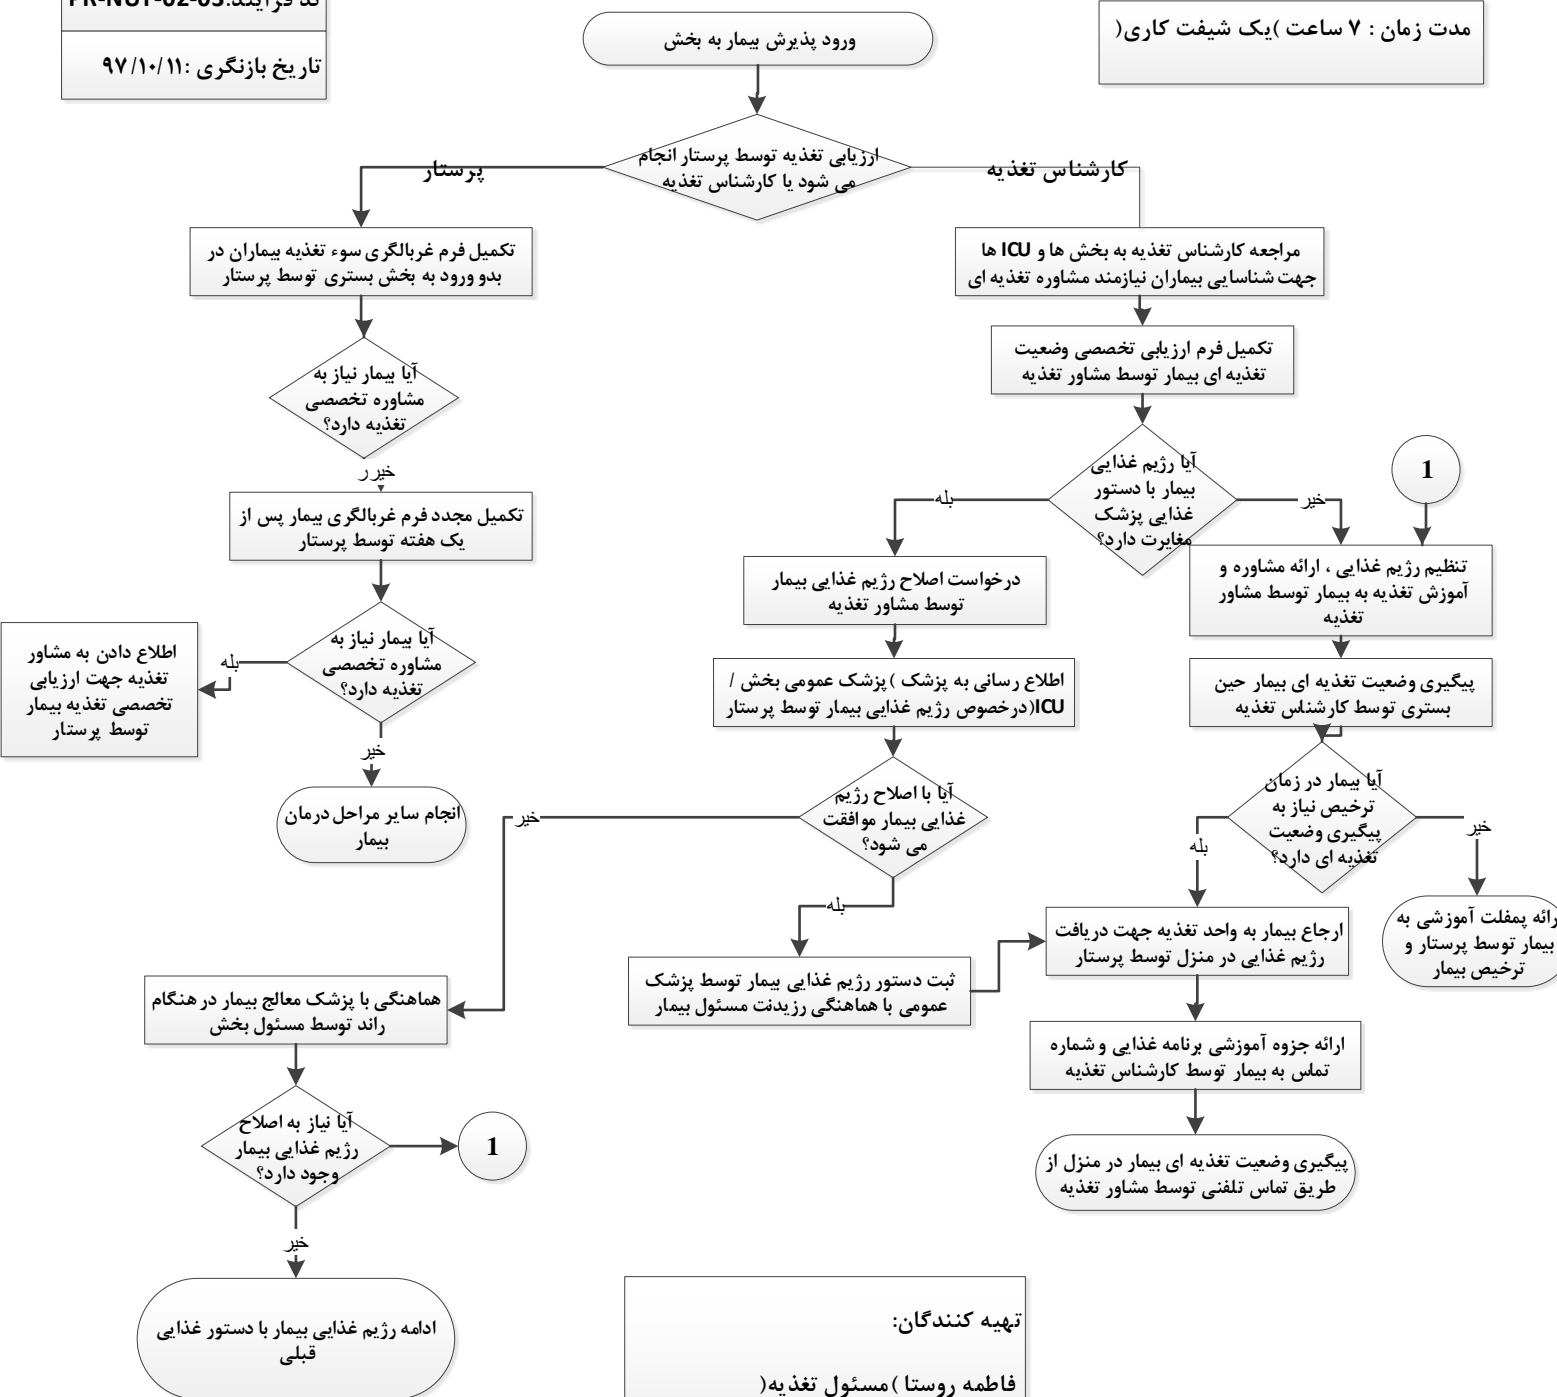 کد فرآیند:PR-NUT-02-03
تاریخ بازنگری :۹۷/۱۰/۱۱
مدت زمان : ۷ ساعت )یک شیفت کاری(
ورود پذیرش بیمار به بخش
ارزیابی تغذیه توسط پرستار انجام
می شود یا کارشناس تغذیه
کارشناس تغذیه
پرستار
مراجعه کارشناس تغذیه به بخش ها و ICU ها
جهت شناسایی بیماران نیازمند مشاوره تغذیه ای
تکمیل فرم غربالگری سوء تغذیه بیماران در
بدو ورود به بخش بستری توسط پرستار
تکمیل فرم ارزیابی تخصصی وضعیت
تغذیه ای بیمار توسط مشاور تغذیه
آیا بیمار نیاز به
مشاوره تخصصی
تغذیه دارد؟
خیر ر
آیا رژیم غذایی
بیمار با دستور
غذایی پزشک
مغایرت دارد؟
خیر
بله
1
تکمیل مجدد فرم غربالگری بیمار پس از
یک هفته توسط پرستار
تنظیم رژیم غذایی ، ارائه مشاوره و
آموزش تغذیه به بیمار توسط مشاور
تغذیه
درخواست اصلاح رژیم غذایی بیمار
توسط مشاور تغذیه
آیا بیمار نیاز به
مشاوره تخصصی
تغذیه دارد؟
بله
خیر
اطلاع دادن به مشاور
تغذیه جهت ارزیابی
تخصصی تغذیه بیمار
توسط پرستار
پیگیری وضعیت تغذیه ای بیمار حین
بستری توسط کارشناس تغذیه
اطلاع رسانی به پزشک )پزشک عمومی بخش /
ICU(درخصوص رژیم غذایی بیمار توسط پرستار
انجام سایر مراحل درمان
بیمار
آیا بیمار در زمان
ترخیص نیاز به
پیگیری وضعیت
تغذیه ای دارد؟
خیر
بله
آیا با اصلاح رژیم
غذایی بیمار موافقت
می شود؟
خیر
بله
رائه پمفلت آموزشی به
بیمار توسط پرستار و
ترخیص بیمار
ارجاع بیمار به واحد تغذیه جهت دریافت
رژیم غذایی در منزل توسط پرستار
ثبت دستور رژیم غذایی بیمار توسط پزشک
عمومی با هماهنگی رزیدنت مسئول بیمار
هماهنگی با پزشک معالج بیمار در هنگام
راند توسط مسئول بخش
ارائه جزوه آموزشی برنامه غذایی و شماره
تماس به بیمار توسط کارشناس تغذیه
آیا نیاز به اصلاح
رژیم غذایی بیمار
وجود دارد؟
1
خیر
پیگیری وضعیت تغذیه ای بیمار در منزل از
طریق تماس تلفنی توسط مشاور تغذیه
ادامه رژیم غذایی بیمار با دستور غذایی
قبلی
تهیه کنندگان:
فاطمه روستا )مسئول تغذیه(